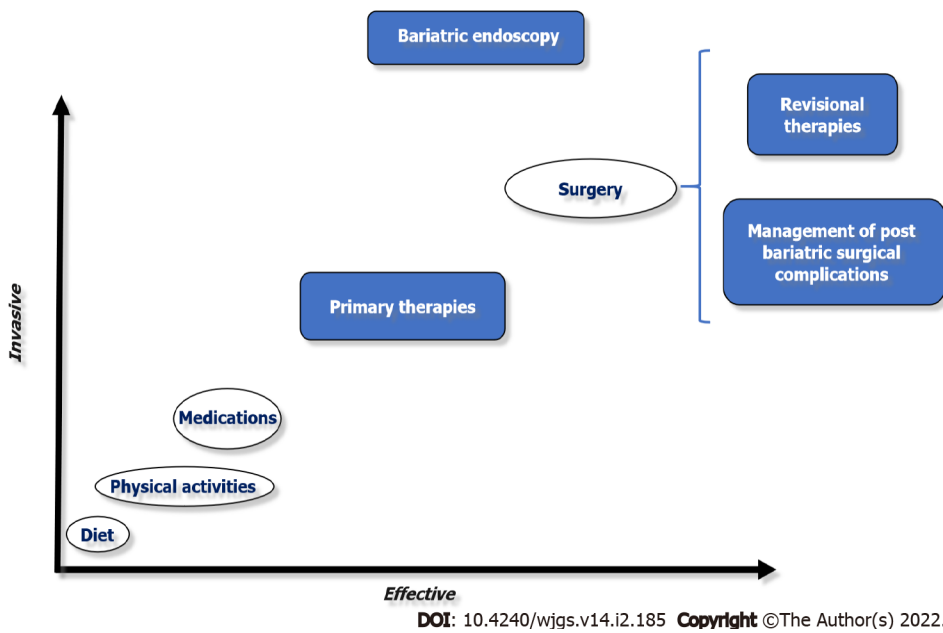 Bariatric endoscopy
Revisional
therapies
Surgery
Management of post
bariatric surgical
complications
Primary therapies
Invasive
Medications
Physical activities
Diet
Effective
DOI: 10.4240/wjgs.v14.i2.185 Copyright ©The Author(s) 2022.